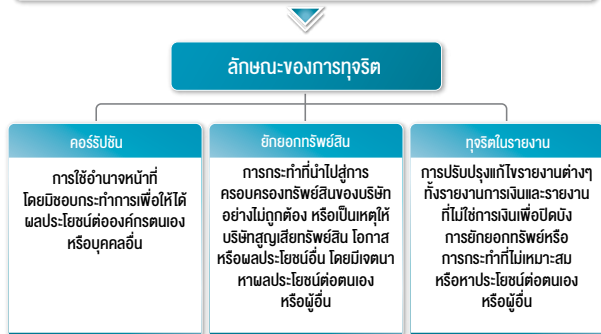 ลักษณะของการทุจริต
คอร์รัปชัน
การใช้อำนาจหน้าที่
โดยมิชอบกระทำการเพื่อให้ได้
ผลประโยชน์ต่อองค์กรตนเอง
หรือบุคคลอื่น
ยักยอกทรัพย์สิน
การกระทำที่นำไปสู่การ
ครอบครองทรัพย์สินของบริษัท
อย่างไม่ถูกต้อง หรือเป็นเหตุให้
บริษัทสูญเสียทรัพย์สิน โอกาส
หรือผลประโยชน์อื่น โดยมีเจตนา
หาผลประโยชน์ต่อตนเอง
หรือผู้อื่น
ทุจริตในรายงาน
การปรับปรุงแก้ไขรายงานต่างๆ
ทั้งรายงานการเงินและรายงาน
ที่ไม่ใช่การเงินเพื่อปิดบัง
การยักยอกทรัพย์หรือ
การกระทำที่ไม่เหมาะสม
หรือหาประโยชน์ต่อตนเอง
หรือผู้อื่น